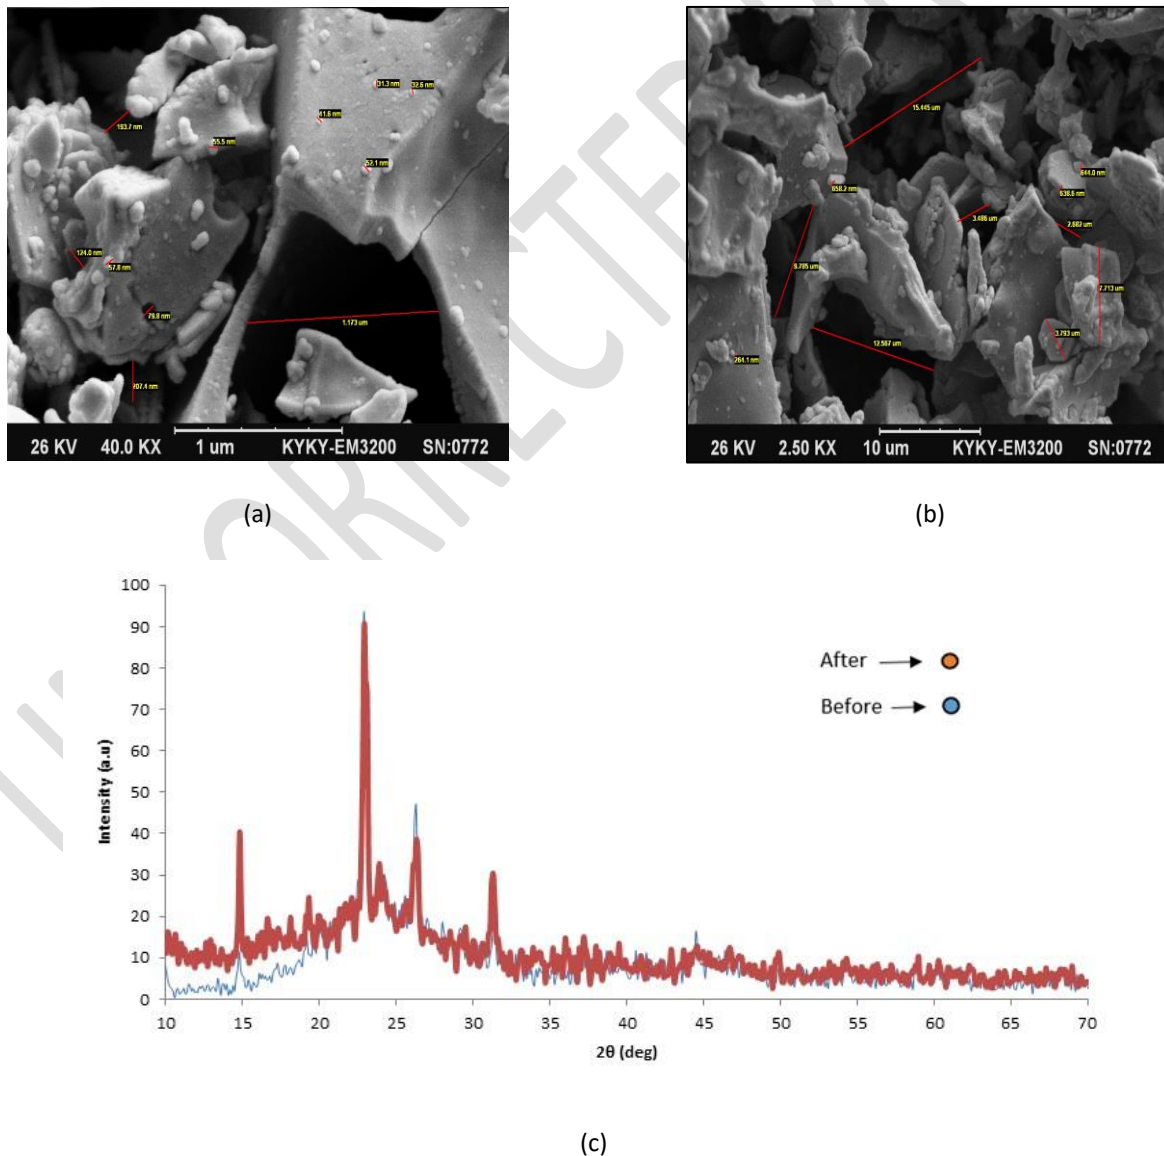 31.3 nm
32.6 nm
41.6 nm
193.7 nm
55.5 nm
52.1 nm
124.0 nm
57.8 nm
79.9 nm
1.173 um
207.4 nm
26 KV 40.0 KX 1 um KYKY-EM3200 SN:0772
15.445 um
644.0 nm
658.2 nm
638.6 nm
3.486 um
2.682 um
9.785 um
7.713 um
3.793 um
12.567 um
264.1 nm
26 KV 2.50 KX 10 um KYKY-EM3200 SN:0772
(a) (b)
100
90
80
70
60
50
40
30
20
10
0
Intensity (a.u)
After
Before
10 15 20 25 30 35 40 45 50 55 60 65 70
2θ (deg)
(c)